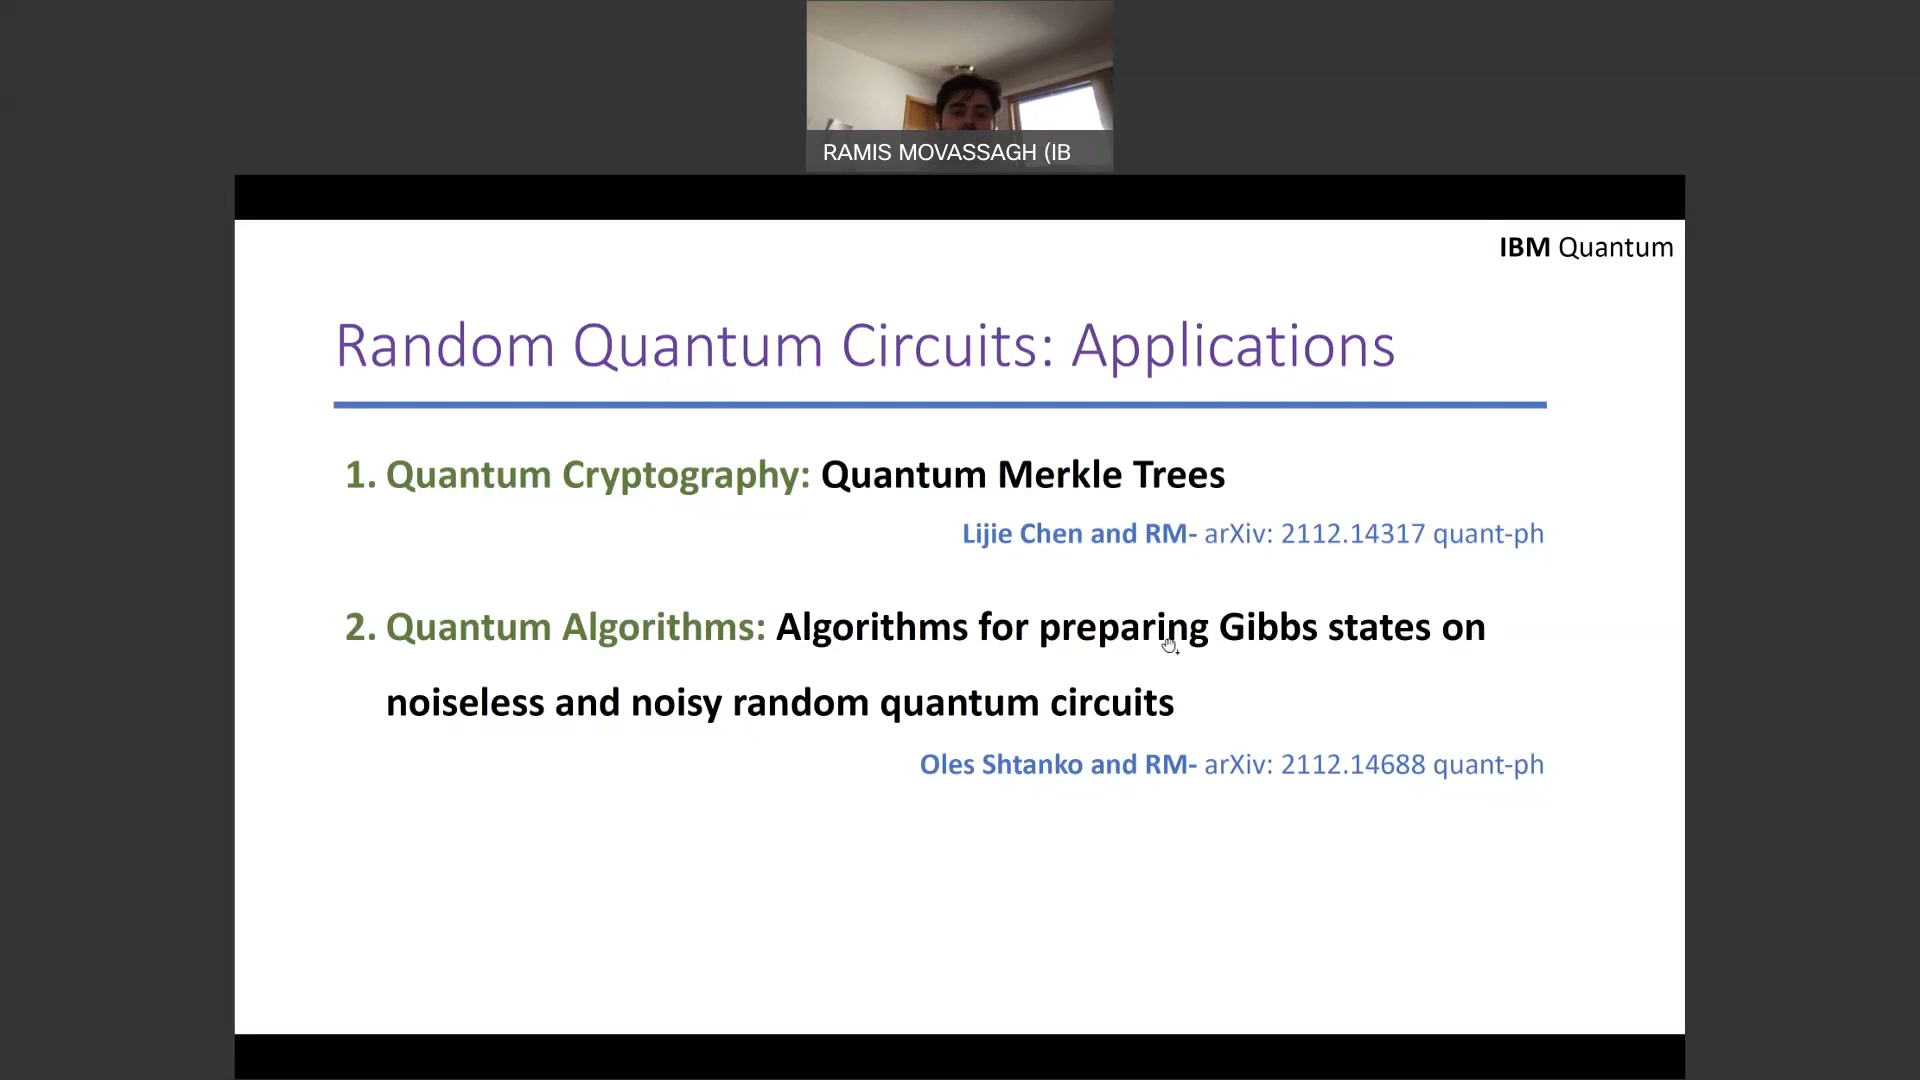 RAMIS MOVASSAGH (IB
IBM Quantum
Random Quantum Circuits: Applications
1. Quantum Cryptography: Quantum Merkle Trees
Lijie Chen and RM- arXiv: 2112.14317 quant-ph
2. Quantum Algorithms: Algorithms for preparing Gibbs states on
noiseless and noisy random quantum circuits
Oles Shtanko and RM- arXiv: 2112.14688 quant-ph